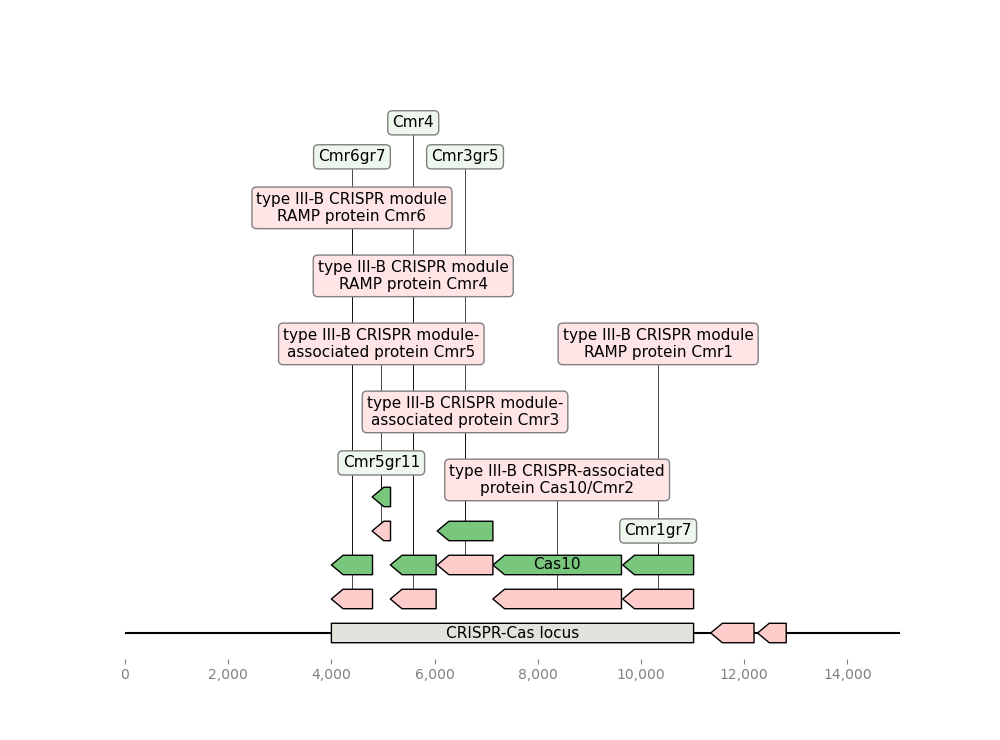 Cmr4
Cmr6gr7
Cmr3gr5
type III-B CRISPR module
RAMP protein Cmr6
type III-B CRISPR module
RAMP protein Cmr4
type III-B CRISPR module-
associated protein Cmr5
type III-B CRISPR module
RAMP protein Cmr1
type III-B CRISPR module-
associated protein Cmr3
Cmr5gr11
type III-B CRISPR-associated
protein Cas10/Cmr2
Cmr1gr7
Cas10
CRISPR-Cas locus
0 2,000 4,000 6,000 8,000 10,000 12,000 14,000